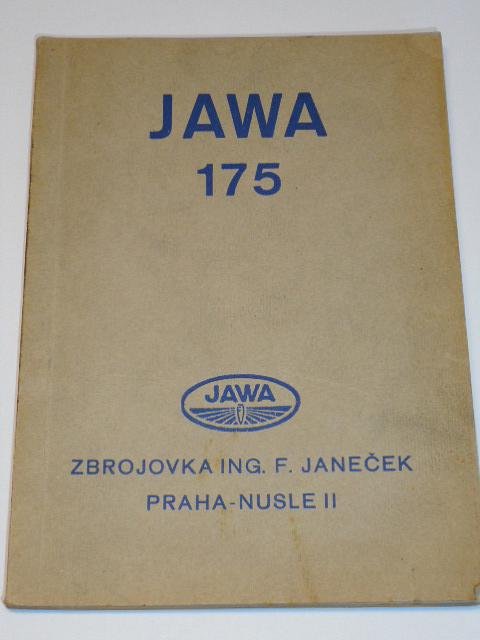 JAWA
175
JAWA
ZBROJOVKA ING. F. JANEČEK
PRAHA-NUSLE II